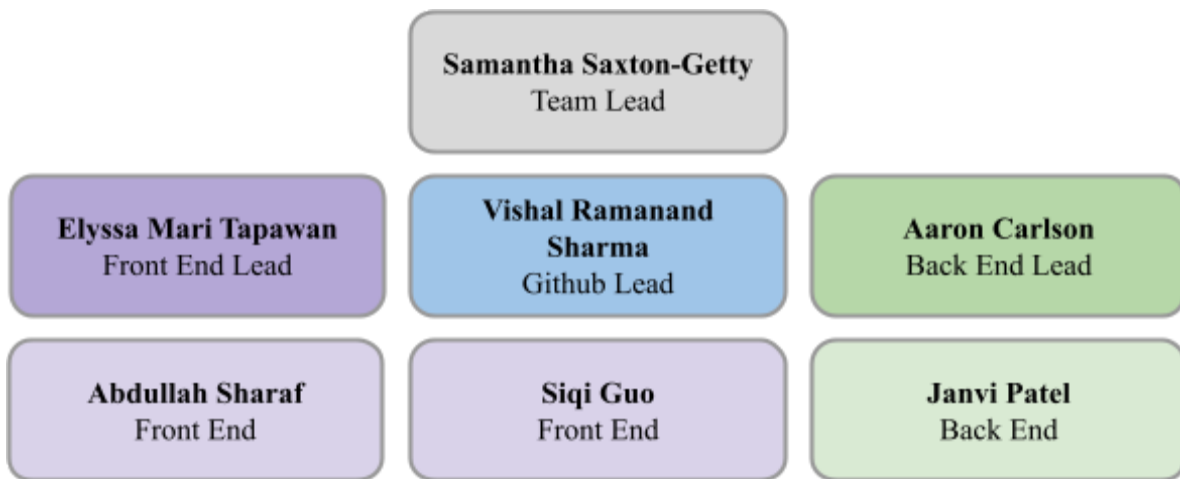 Samantha Saxton-Getty
Team Lead
Elyssa Mari Tapawan
Front End Lead
Vishal Ramanand
Sharma
Github Lead
Aaron Carlson
Back End Lead
Abdullah Sharaf
Front End
Siqi Guo
Front End
Janvi Patel
Back End